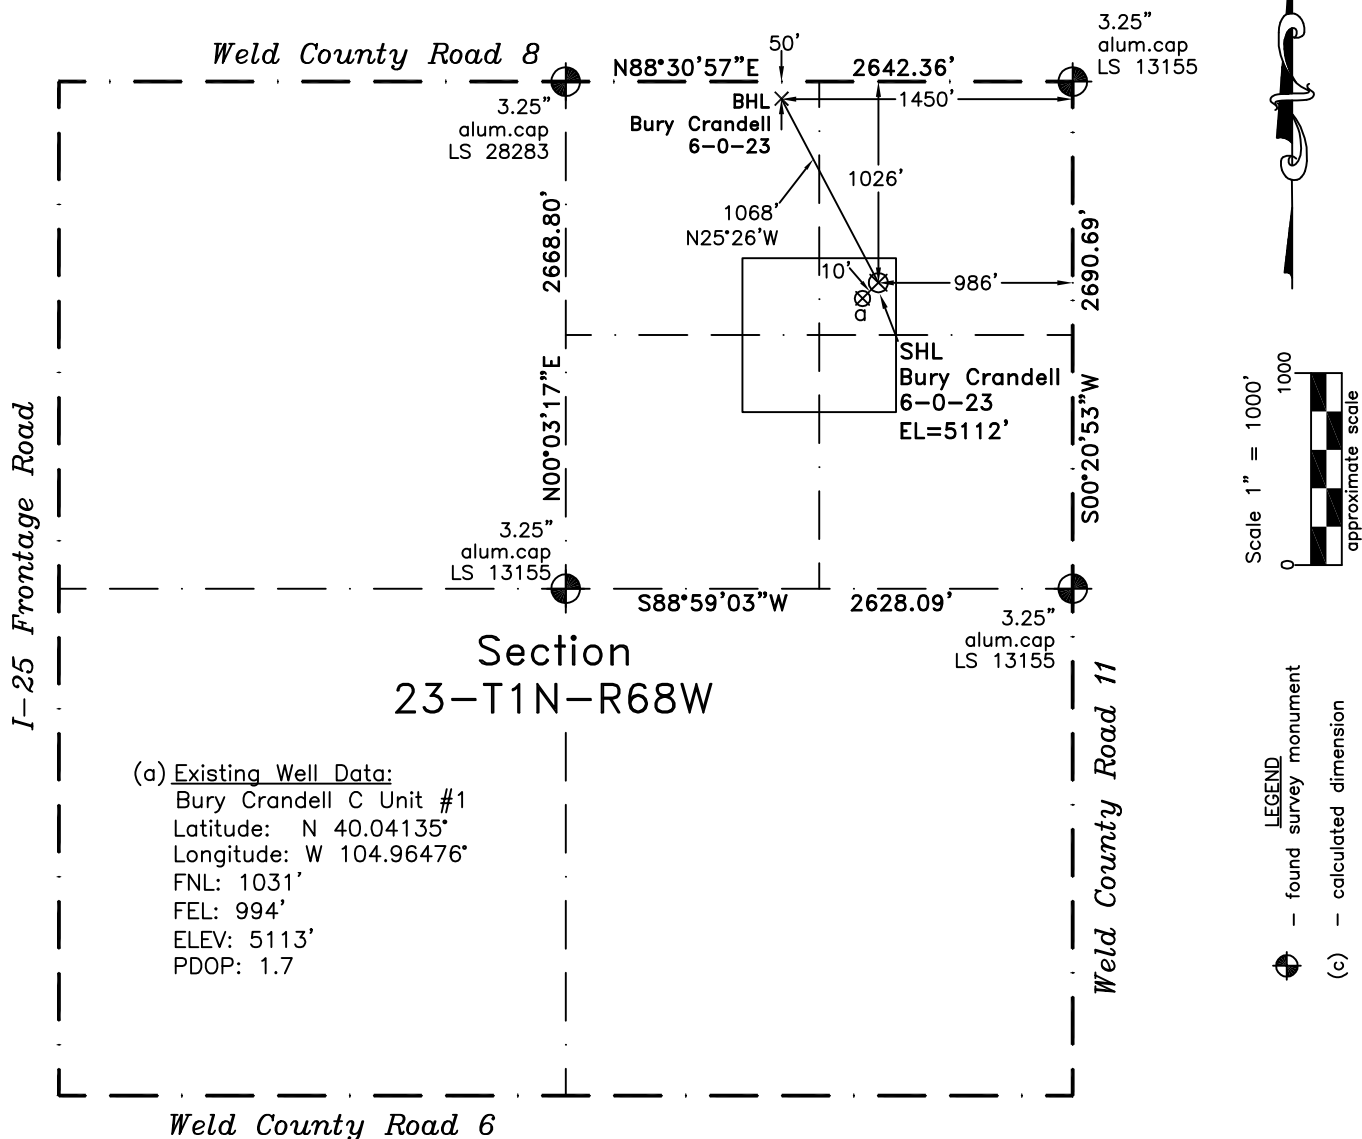 Weld County Road 8
N88°30'57"E
2642.36'
50'
3.25"
alum.cap
LS 13155
3.25"
alum.cap
LS 28283
BHL
Bury Crandell
6-0-23
1450'
1026'
1068'
N25°26'W
10'
a
986'
2668.80'
N00°03'17"E
2690.69'
S00°20'53"W
SHL
Bury Crandell
6-0-23
EL=5112'
3.25"
alum.cap
LS 13155
S88°59'03"W
2628.09'
3.25"
alum.cap
LS 13155
I-25 Frontage Road
Section
23-T1N-R68W
Weld County Road 11
(a) Existing Well Data:
Bury Crandell C Unit #1
Latitude: N 40.04135°
Longitude: W 104.96476°
FNL: 1031'
FEL: 994'
ELEV: 5113'
PDOP: 1.7
Weld County Road 6
Scale 1" = 1000'
0
1000
approximate scale
LEGEND
- found survey monument
(c) - calculated dimension